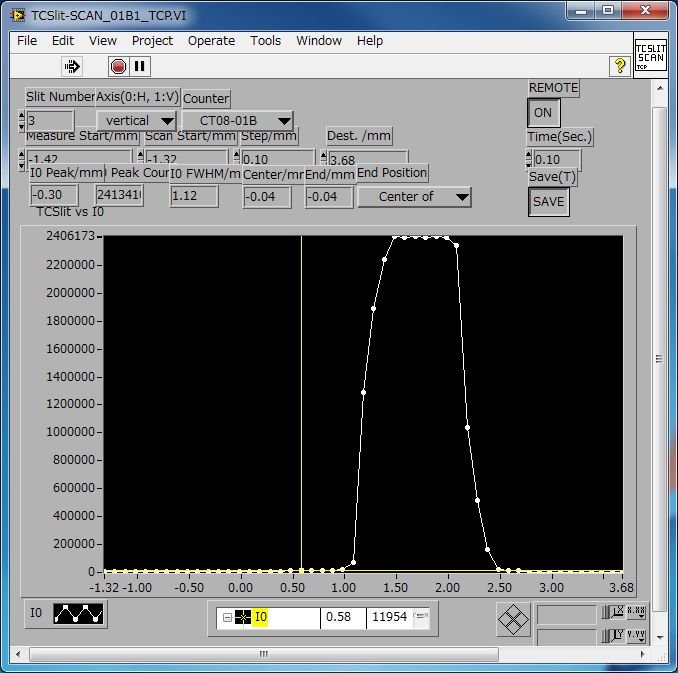 TCSlit-SCAN_01B1_TCP.VI
File Edit View Project Operate Tools Window Help
TCSLIT
SCAN
TCP
?
Slit Number Axis(0:H, 1:V) Counter REMOTE
3 vertical CT08-01B ON
Measure Start/mm Scan Start/mm Step/mm Dest. /mm Time(Sec.)
-1.42 -1.32 0.10 3.68 0.10
I0 Peak/mm) Peak Cour I0 FWHM/m Center/mr End/mm End Position Save(T)
-0.30 241341 1.12 -0.04 -0.04 Center of SAVE
TCSlit vs I0
2406173
2200000
2000000
1800000
1600000
1400000
1200000
1000000
800000
600000
400000
200000
0
-1.32 -1.00 -0.50 0.00 0.50 1.00 1.50 2.00 2.50 3.00 3.68
I0 I0 0.58 11954 X X.XX
Y Y.YY